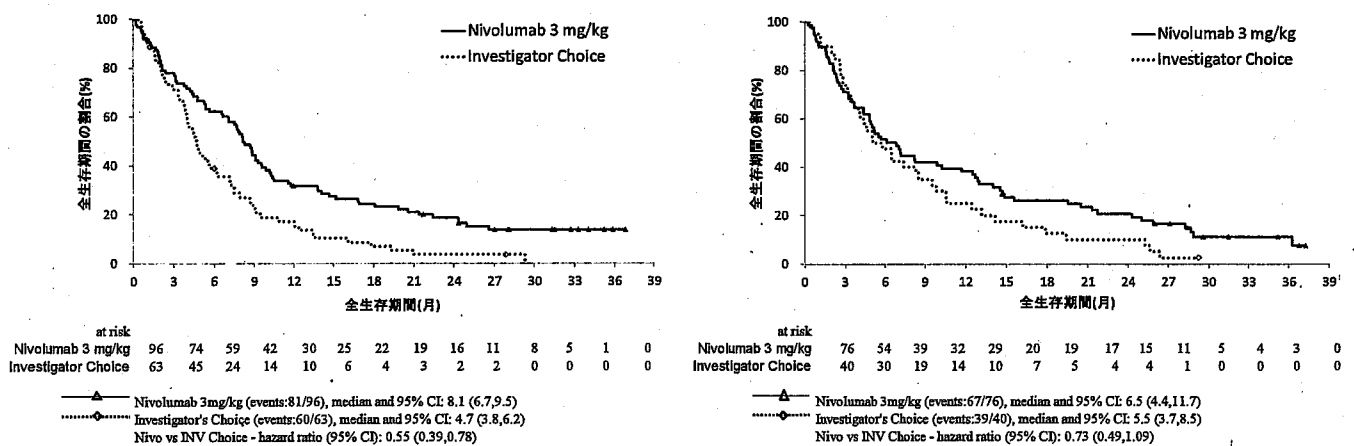 100
80
60
40
20
0
全生存期間の割合(%)
Nivolumab 3 mg/kg
Investigator Choice
0 3 6 9 12 15 18 21 24 27 30 33 36 39
全生存期間(月)
at risk
Nivolumab 3 mg/kg 96 74 59 42 30 25 22 19 16 11 8 5 1 0
Investigator Choice 63 45 24 14 10 6 4 3 2 2 0 0 0 0
Nivolumab 3mg/kg (events:81/96), median and 95% CI: 8.1 (6.7,9.5)
Investigator's Choice (events:60/63), median and 95% CI: 4.7 (3.8,6.2)
Nivo vs INV Choice - hazard ratio (95% CI): 0.55 (0.39,0.78)
100
80
60
40
20
0
全生存期間の割合(%)
Nivolumab 3 mg/kg
Investigator Choice
0 3 6 9 12 15 18 21 24 27 30 33 36 39
全生存期間(月)
at risk
Nivolumab 3 mg/kg 76 54 39 32 29 20 19 17 15 11 5 4 3 0
Investigator Choice 40 30 19 14 10 7 5 4 4 1 0 0 0 0
Nivolumab 3mg/kg (events:67/76), median and 95% CI: 6.5 (4.4,11.7)
Investigator's Choice (events:39/40), median and 95% CI: 5.5 (3.7,8.5)
Nivo vs INV Choice - hazard ratio (95% CI): 0.73 (0.49,1.09)